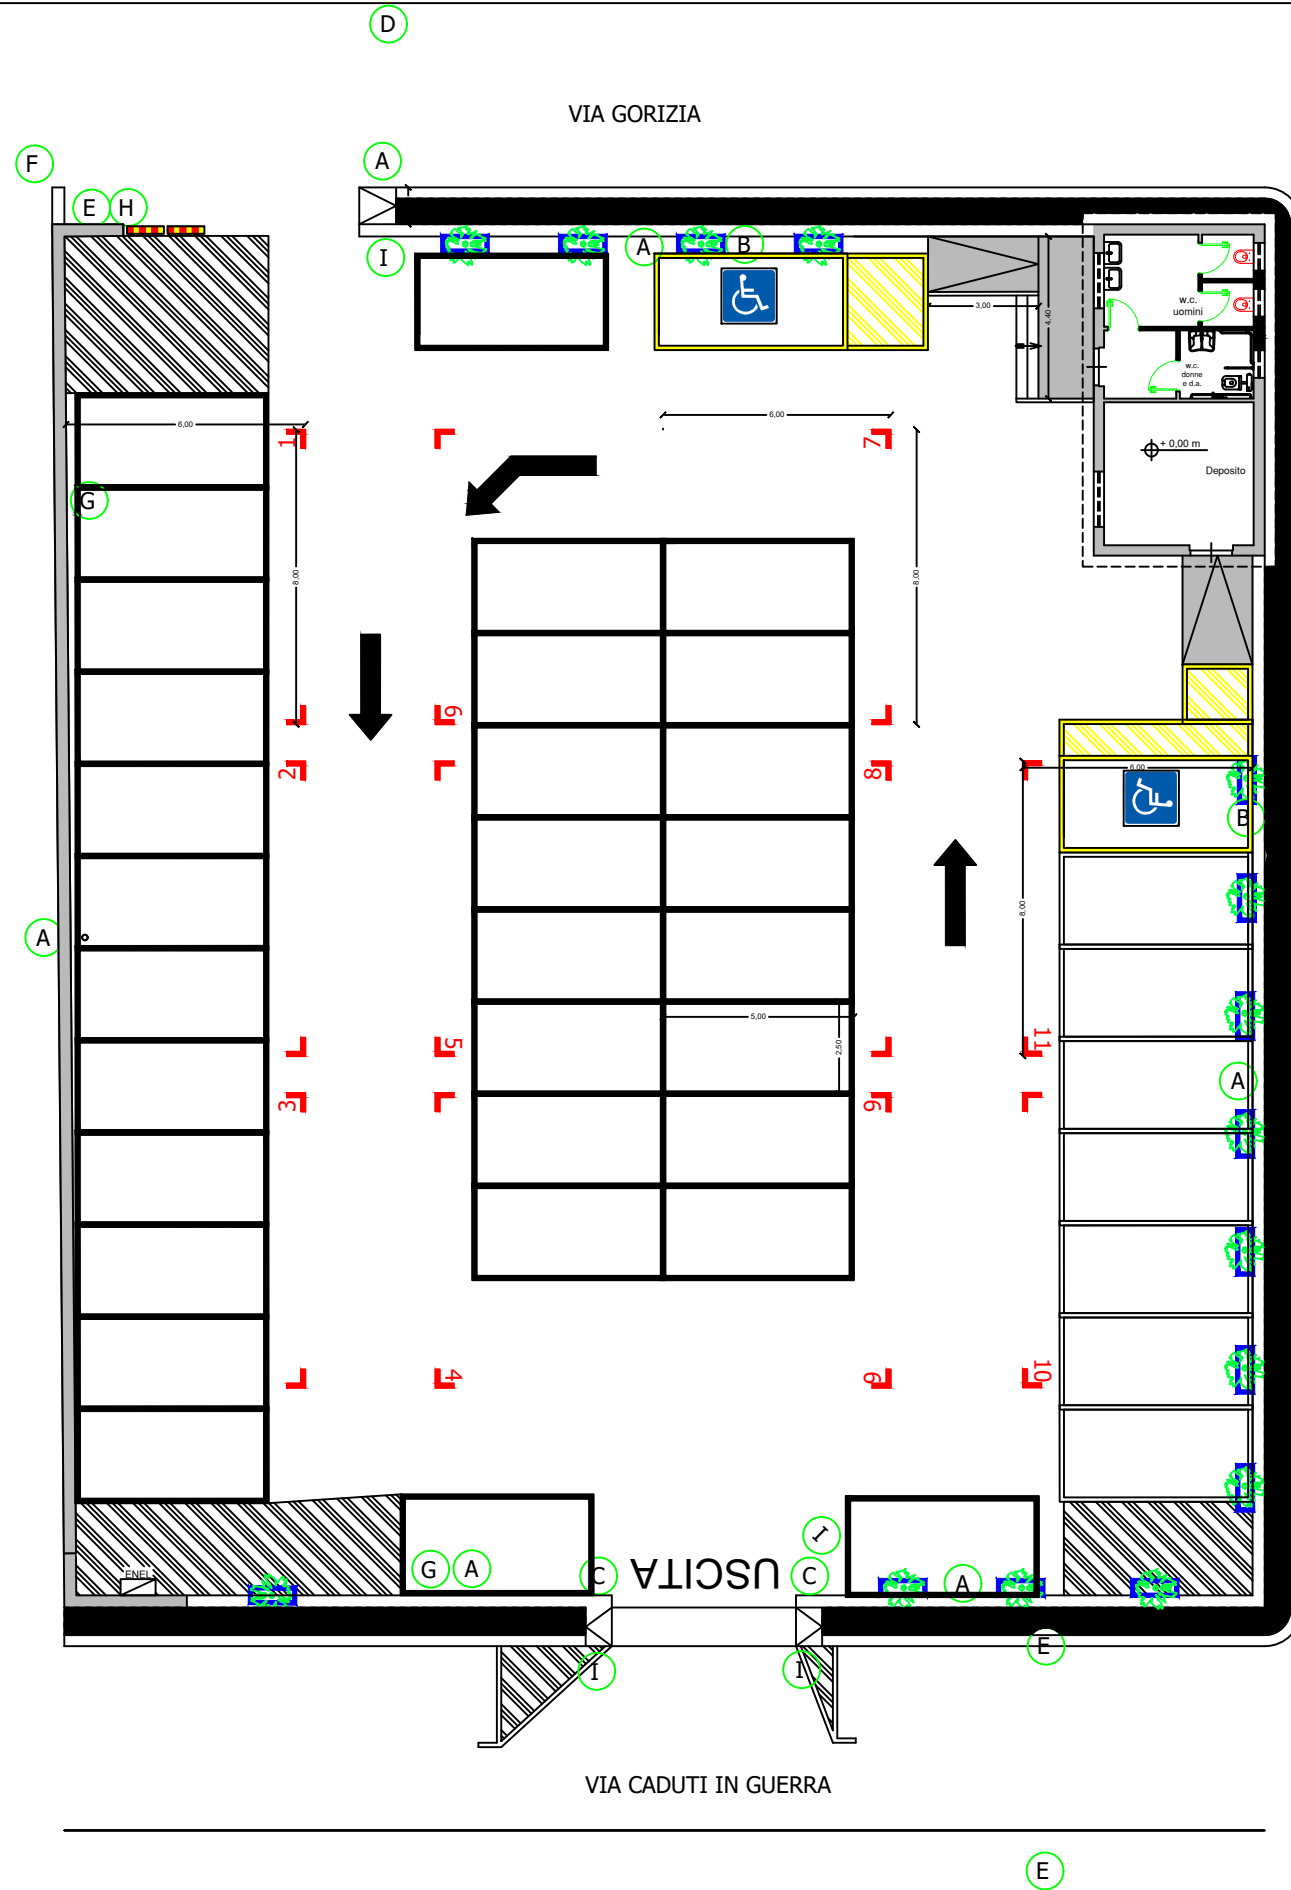 D
VIA GORIZIA
A
F
E H
I
A
B
w.c.
uomini
3,00
4,40
w.c.
donne
e d.a.
6,00
6,00
1
7
+ 0,00 m
Deposito
G
8,00
8,00
6
2
8
6,00
B
8,00
A
5,00
2,50
5
11
A
3
9
4
9
10
ENEL
G A
C
USCITA
C
I
A
E
I
I
VIA CADUTI IN GUERRA
E